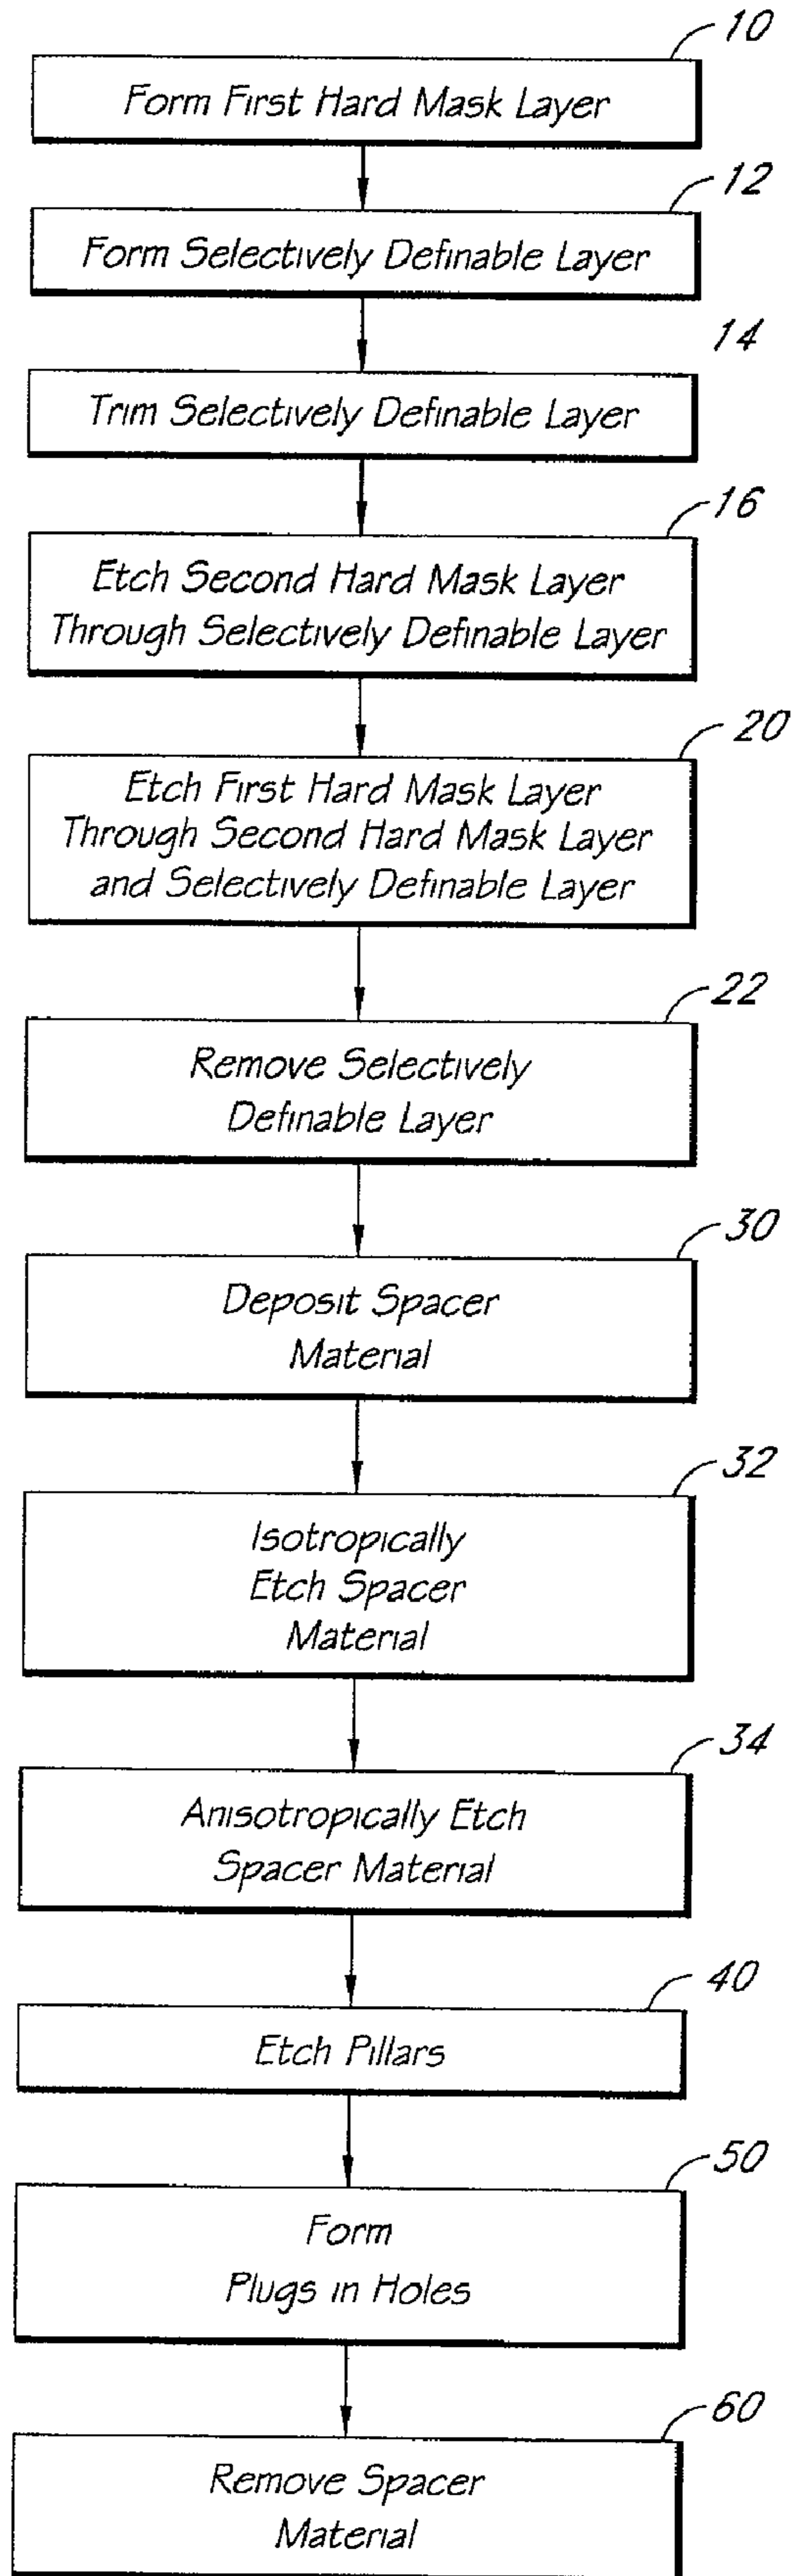 10
Form First Hard Mask Layer
12
Form Selectively Definable Layer
14
Trim Selectively Definable Layer
16
Etch Second Hard Mask Layer
Through Selectively Definable Layer
20
Etch First Hard Mask Layer
Through Second Hard Mask Layer
and Selectively Definable Layer
22
Remove Selectively
Definable Layer
30
Deposit Spacer
Material
32
Isotropically
Etch Spacer
Material
34
Anisotropically Etch
Spacer Material
40
Etch Pillars
50
Form
Plugs in Holes
60
Remove Spacer
Material